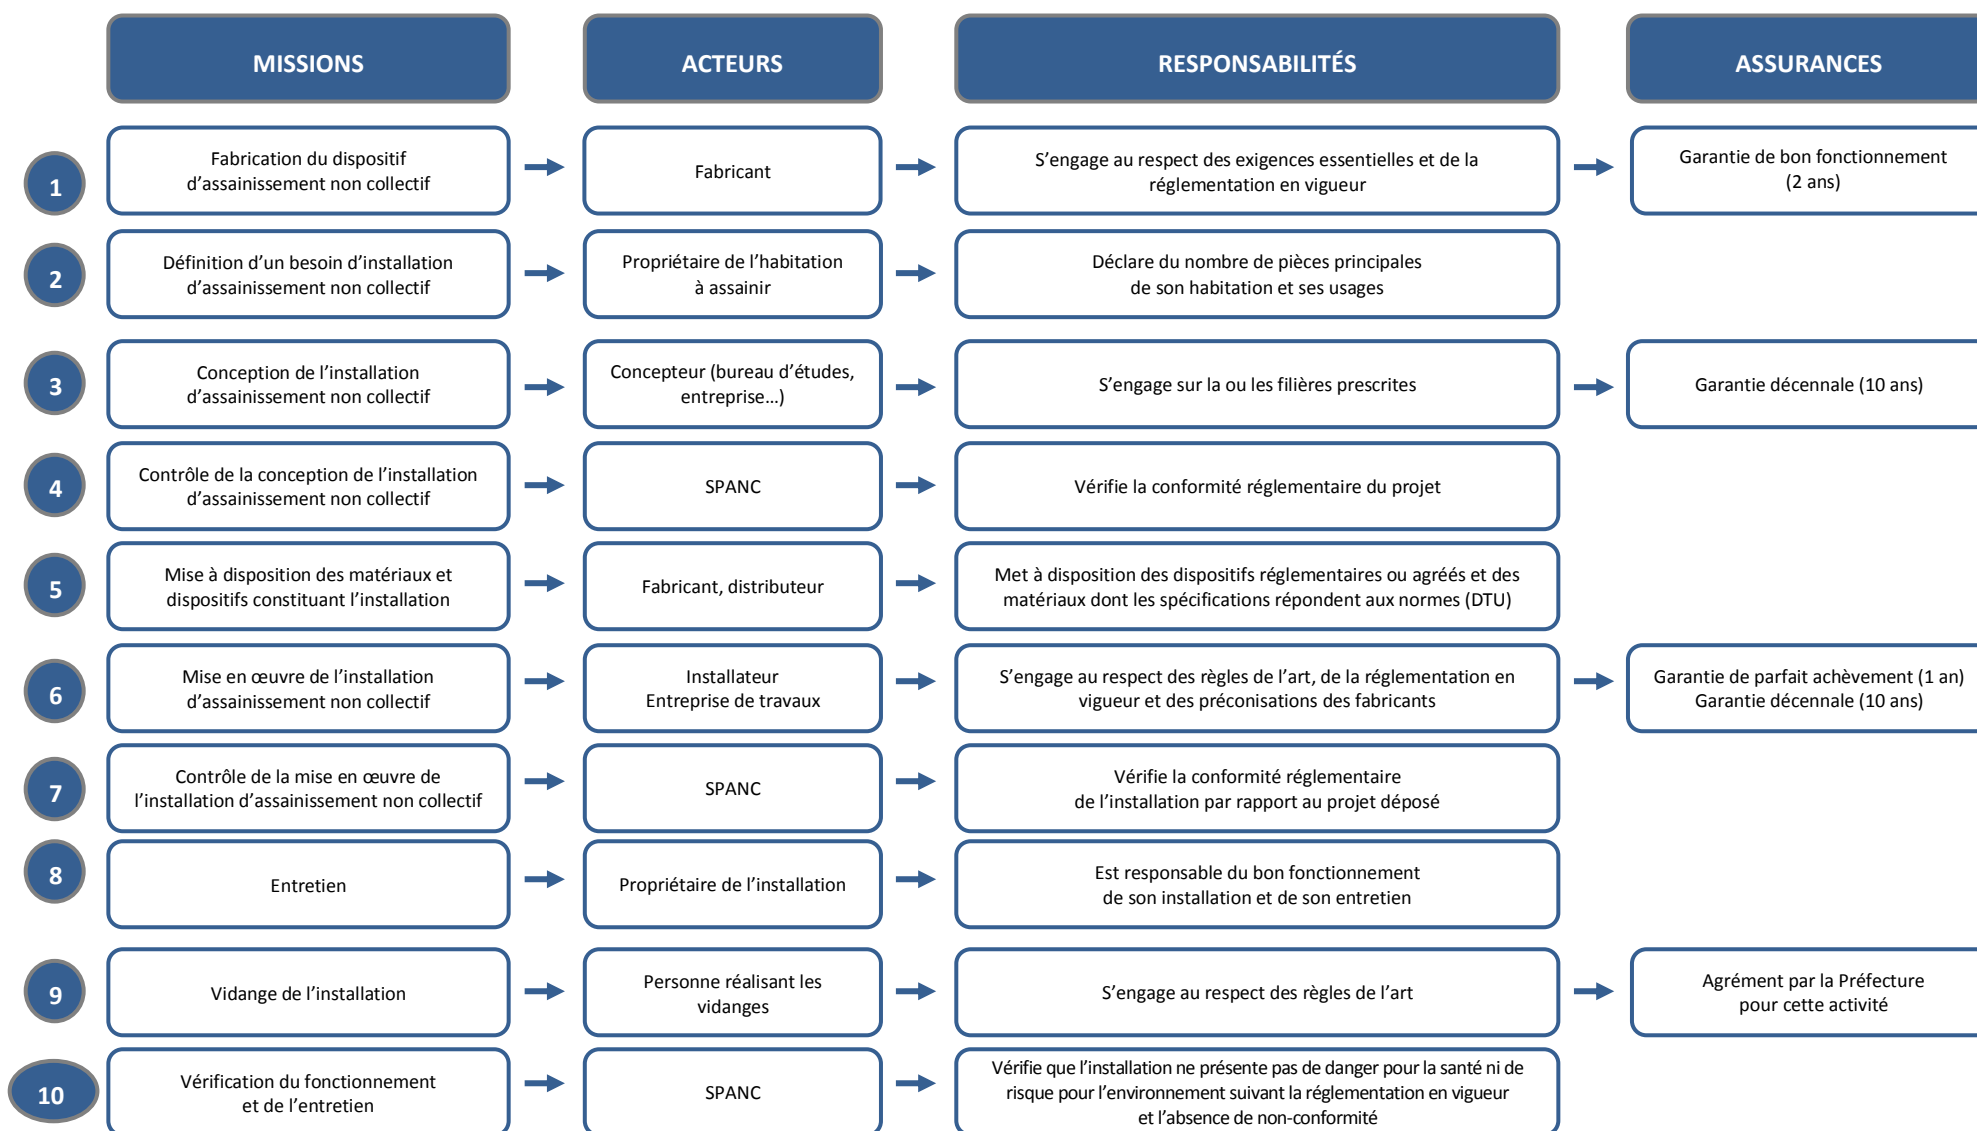 MISSIONS
ACTEURS
RESPONSABILITÉS
ASSURANCES
1
Fabrication du dispositif
d’assainissement non collectif
Fabricant
S’engage au respect des exigences essentielles et de la
réglementation en vigueur
Garantie de bon fonctionnement
(2 ans)
2
Définition d’un besoin d’installation
d’assainissement non collectif
Propriétaire de l’habitation
à assainir
Déclare du nombre de pièces principales
de son habitation et ses usages
3
Conception de l’installation
d’assainissement non collectif
Concepteur (bureau d’études,
entreprise…)
S’engage sur la ou les filières prescrites
Garantie décennale (10 ans)
4
Contrôle de la conception de l’installation
d’assainissement non collectif
SPANC
Vérifie la conformité réglementaire du projet
5
Mise à disposition des matériaux et
dispositifs constituant l’installation
Fabricant, distributeur
Met à disposition des dispositifs réglementaires ou agréés et des
matériaux dont les spécifications répondent aux normes (DTU)
6
Mise en œuvre de l’installation
d’assainissement non collectif
Installateur
Entreprise de travaux
S’engage au respect des règles de l’art, de la réglementation en
vigueur et des préconisations des fabricants
Garantie de parfait achèvement (1 an)
Garantie décennale (10 ans)
7
Contrôle de la mise en œuvre de
l’installation d’assainissement non collectif
SPANC
Vérifie la conformité réglementaire
de l’installation par rapport au projet déposé
8
Entretien
Propriétaire de l’installation
Est responsable du bon fonctionnement
de son installation et de son entretien
9
Vidange de l’installation
Personne réalisant les
vidanges
S’engage au respect des règles de l’art
Agrément par la Préfecture
pour cette activité
10
Vérification du fonctionnement
et de l’entretien
SPANC
Vérifie que l’installation ne présente pas de danger pour la santé ni de
risque pour l’environnement suivant la réglementation en vigueur
et l’absence de non-conformité